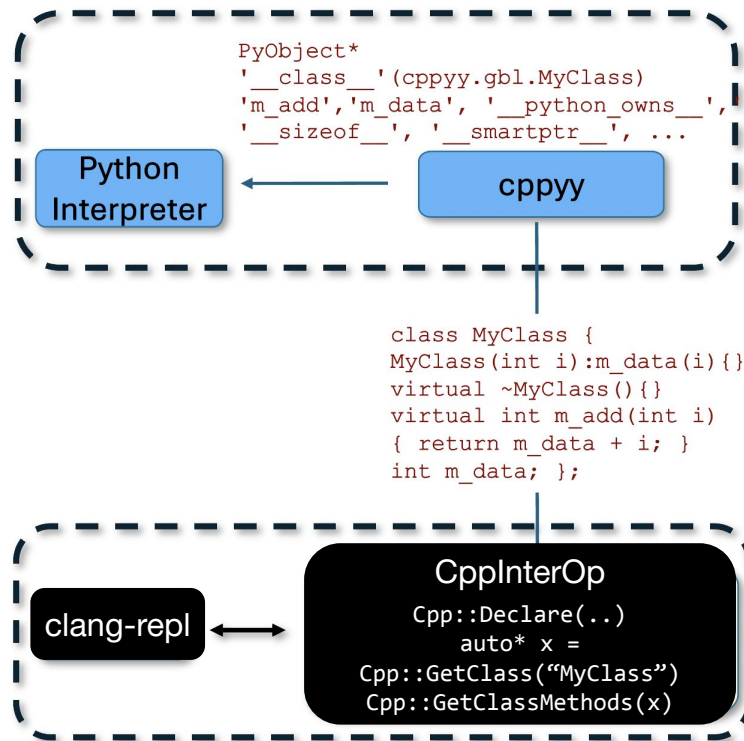 PyObject*
'__class__'(cppyy.gbl.MyClass)
'm_add','m_data', '__python_owns__','
'__sizeof__', '__smartptr__', ...
Python
Interpreter
cppyy
class MyClass {
MyClass(int i):m_data(i){}
virtual ~MyClass(){}
virtual int m_add(int i)
{ return m_data + i; }
int m_data; };
CppInterOp
clang-repl
Cpp::Declare(..)
auto* x =
Cpp::GetClass(“MyClass”)
Cpp::GetClassMethods(x)